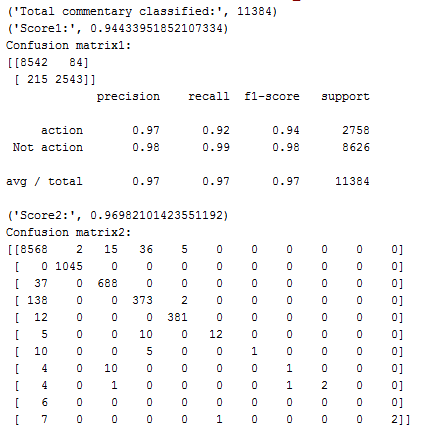 ('Total commentary classified:', 11384)
('Score1:', 0.94433951852107334)
Confusion matrix1:
[[8542 84]
[ 215 2543]]
precision recall f1-score support
action 0.97 0.92 0.94 2758
Not action 0.98 0.99 0.98 8626
avg / total 0.97 0.97 0.97 11384
('Score2:', 0.96982101423551192)
Confusion matrix2:
[[8568 2 15 36 5 0 0 0 0 0 0]
[ 0 1045 0 0 0 0 0 0 0 0 0]
[ 37 0 688 0 0 0 0 0 0 0 0]
[ 138 0 0 373 2 0 0 0 0 0 0]
[ 12 0 0 0 381 0 0 0 0 0 0]
[ 5 0 0 10 0 12 0 0 0 0 0]
[ 10 0 0 5 0 0 1 0 0 0 0]
[ 4 0 10 0 0 0 0 1 0 0 0]
[ 4 0 1 0 0 0 0 1 2 0 0]
[ 6 0 0 0 0 0 0 0 0 0 0]
[ 7 0 0 0 0 1 0 0 0 0 2]]